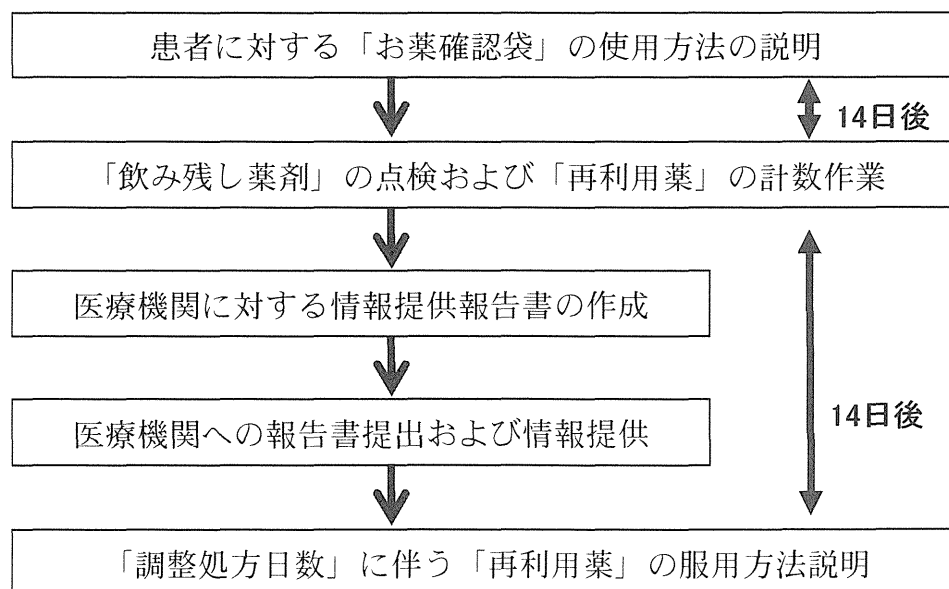 患者に対する「お薬確認袋」の使用方法の説明
14日後
「飲み残し薬剤」の点検および「再利用薬」の計数作業
医療機関に対する情報提供報告書の作成
14日後
医療機関への報告書提出および情報提供
「調整処方日数」に伴う「再利用薬」の服用方法説明